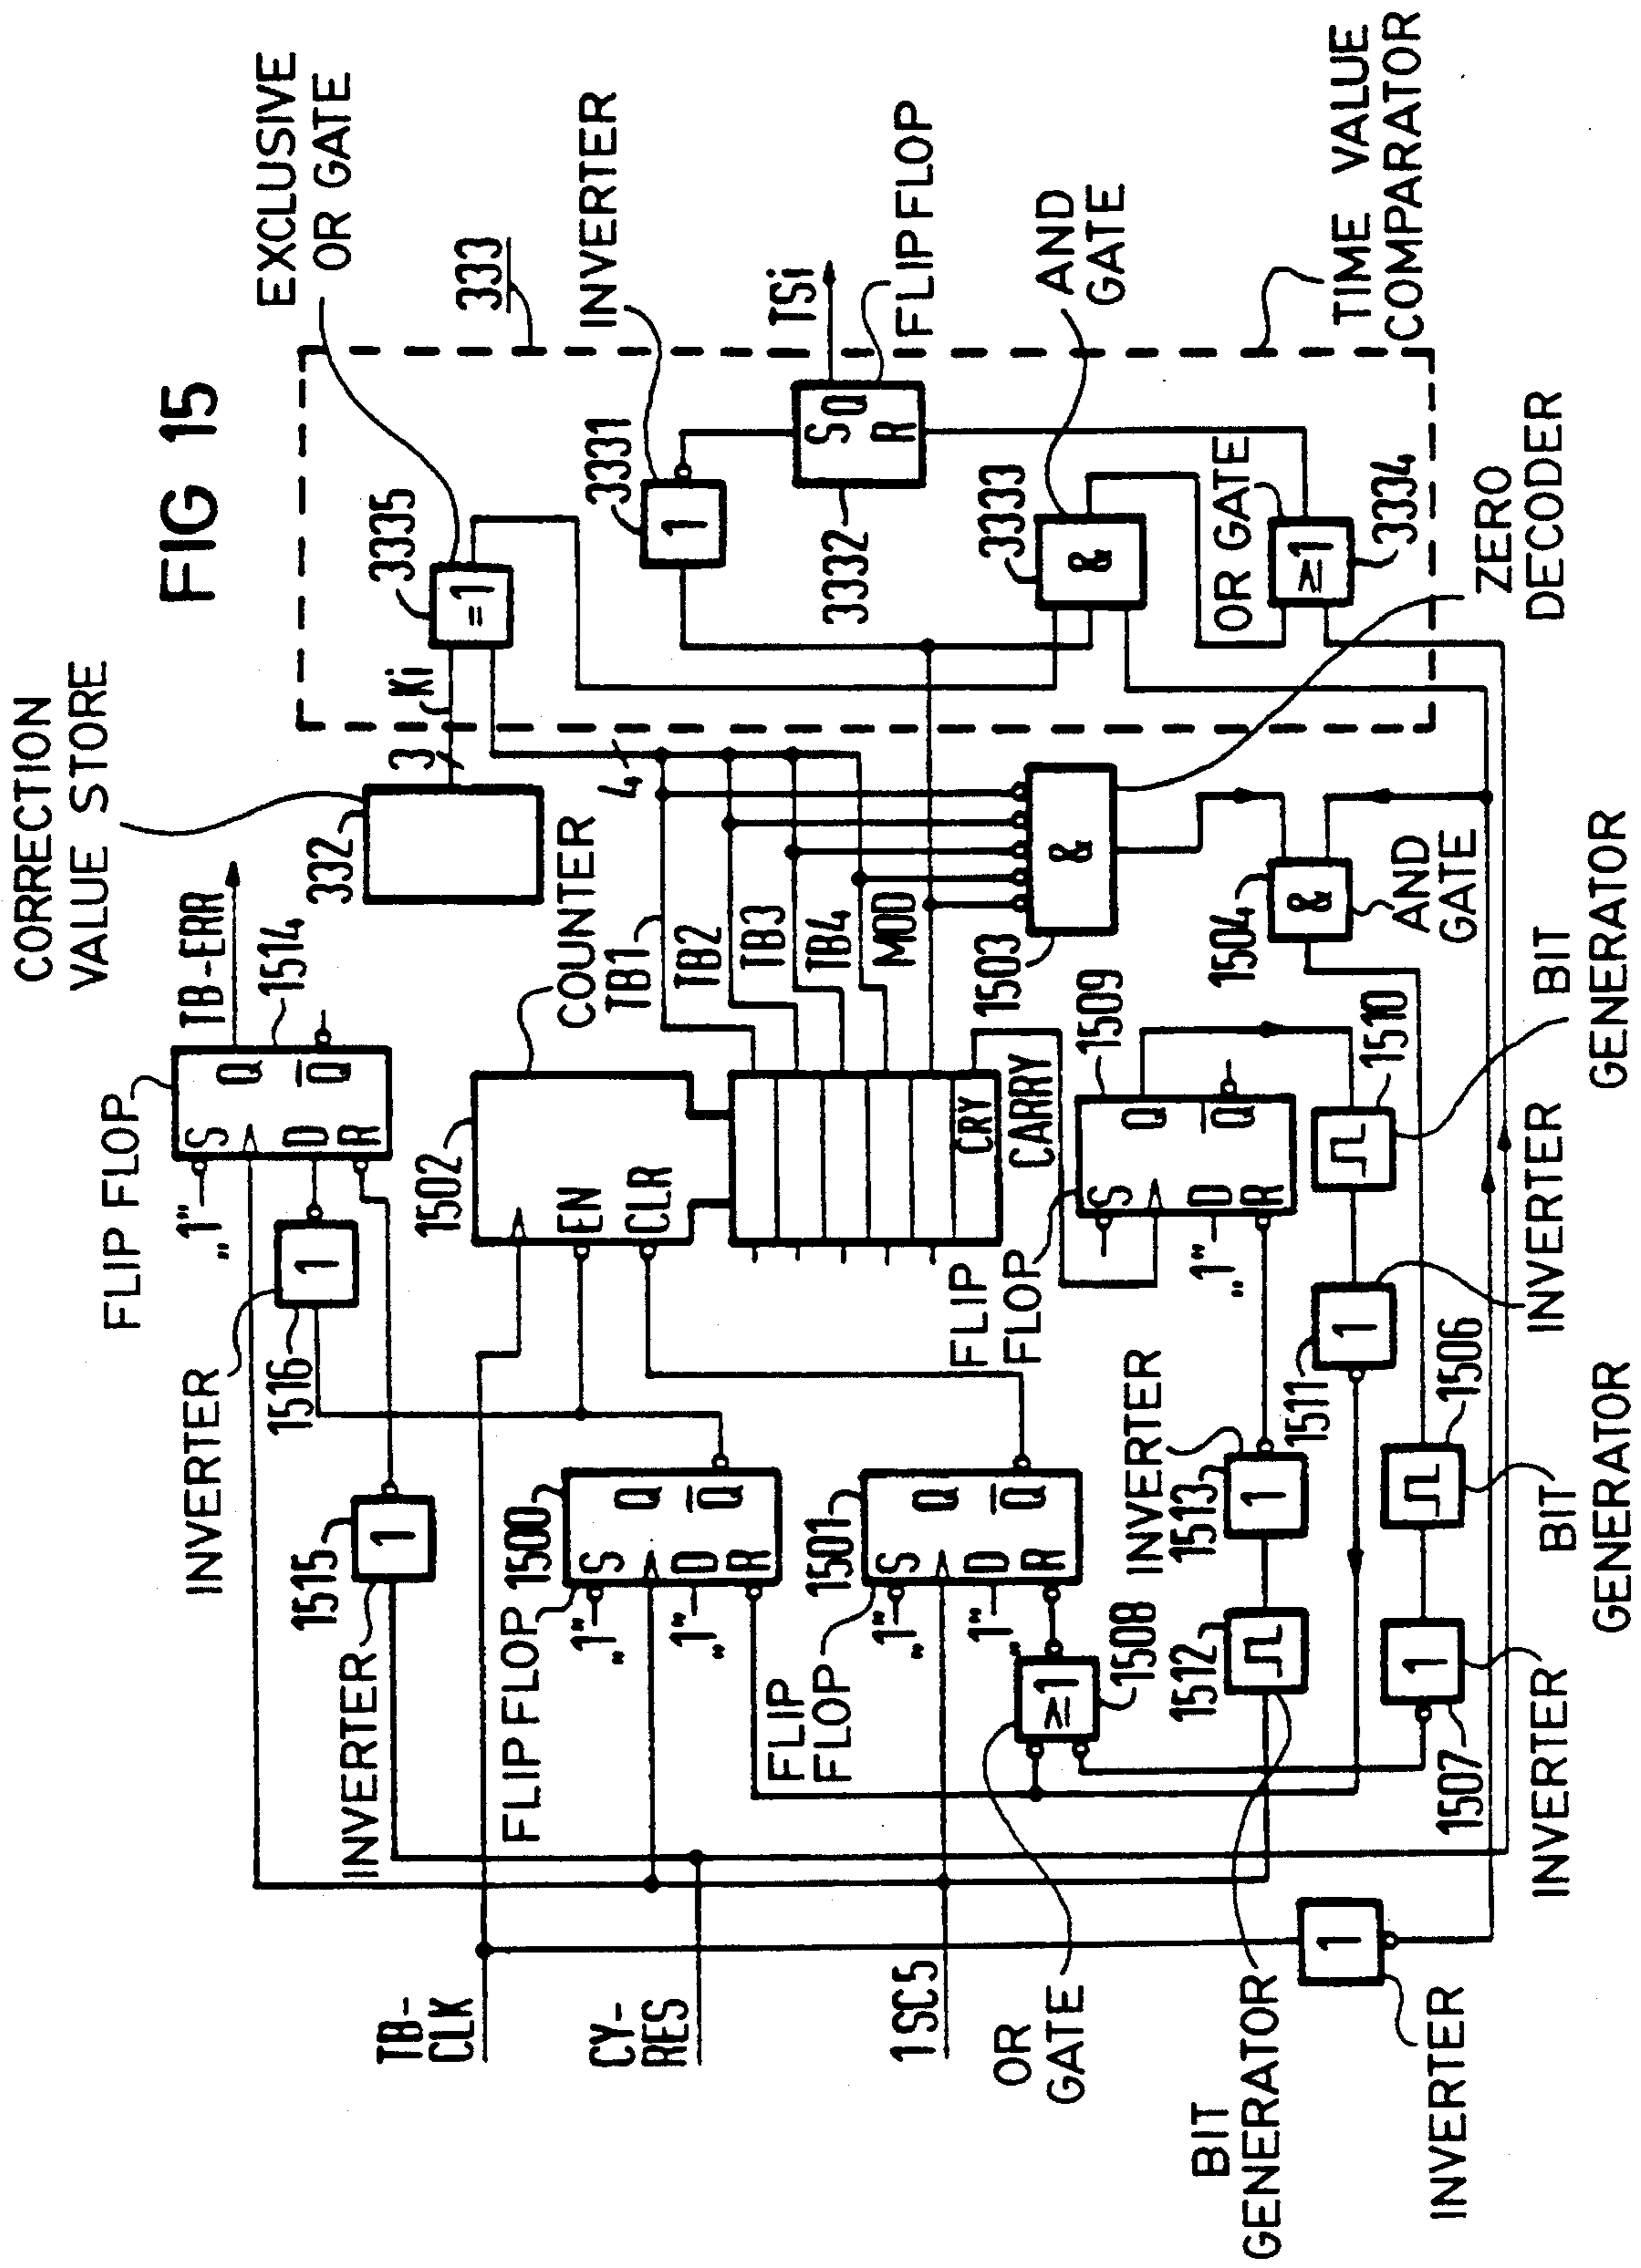 FIG 15
CORRECTION
VALUE STORE
EXCLUSIVE
OR GATE
333
INVERTER
TSi
FLIP FLOP
AND
GATE
TIME VALUE
COMPARATOR
3335
=1
3331
1
S
Q
R
3332
3333
&
OR GATE
≥1
3334
ZERO
DECODER
Ki
3
4
332
TB-ERR
1514
FLIP FLOP
Q
Q
S
D
R
„1"
COUNTER
TB1
TB2
TB3
TB4
MOD
1503
&
1504
&
AND
GATE
1502
EN
CLR
CRY
CARRY
1509
Q
Q
S
D
R
„1"
FLIP
FLOP
1510
BIT
GENERATOR
INVERTER
1516
1
INVERTER
1515
1
INVERTER
FLIP FLOP
1500
Q
Q
S
D
R
„1"
„1"
FLIP
FLOP
1501
Q
Q
S
D
R
„1"
„1"
≥1
1508
OR
GATE
INVERTER
1513
1
1512
BIT
GENERATOR
1511
1
INVERTER
1506
BIT
GENERATOR
1
1507
INVERTER
TB-
CLK
CY-
RES
1SC5
1
INVERTER